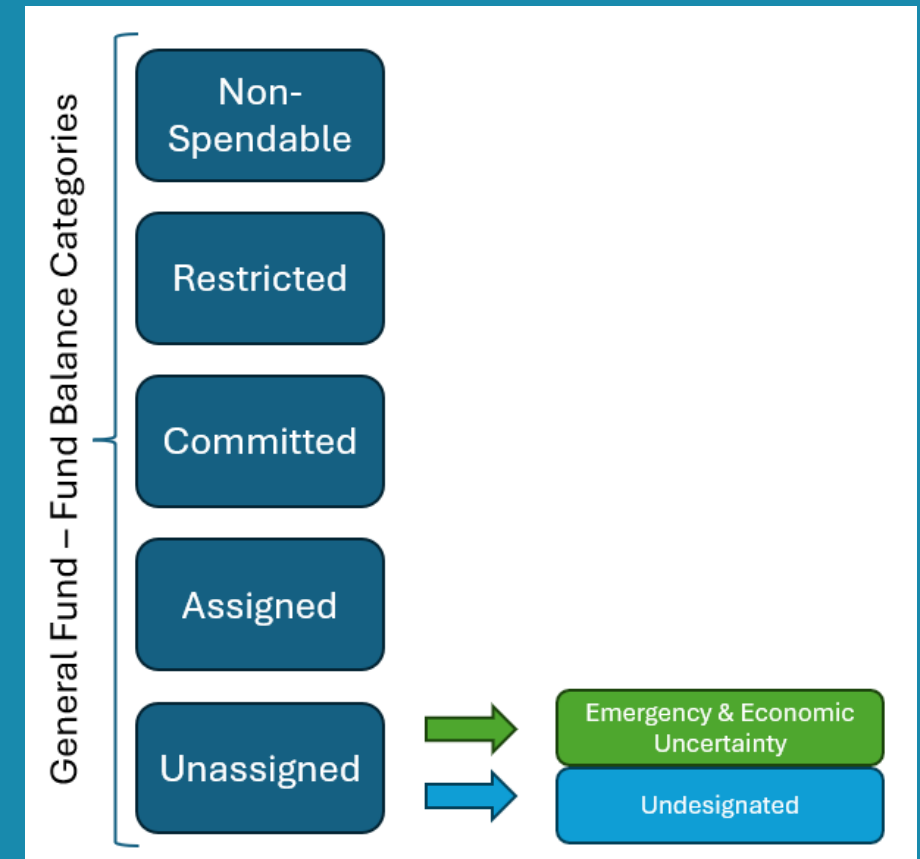 General Fund – Fund Balance Categories
Non-
Spendable
Restricted
Committed
Assigned
Unassigned
Emergency & Economic
Uncertainty
Undesignated